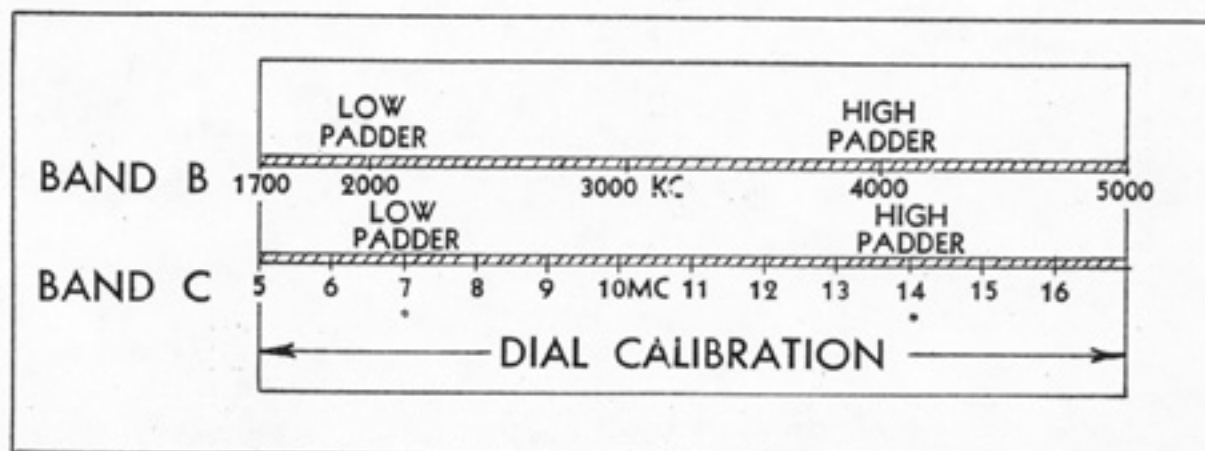 LOW PADDER HIGH PADDER
BAND B 1700 2000 3000 KC 4000 5000
LOW PADDER HIGH PADDER
BAND C 5 6 7 8 9 10MC 11 12 13 14 15 16
DIAL CALIBRATION